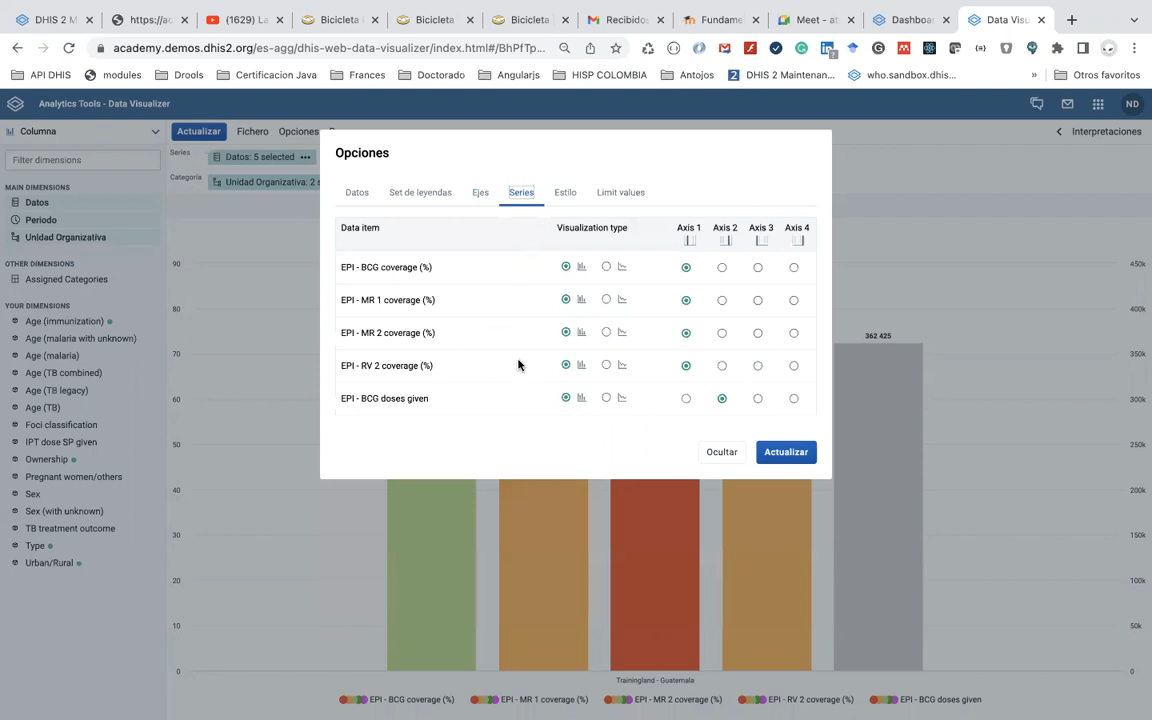 DHIS 2 M
https://ac
(1629) La
Bicicleta
Bicicleta
Bicicleta
Recibidos
Fundame
Meet - at
Dashboar
Data Visu
academy.demos.dhis2.org/es-agg/dhis-web-data-visualizer/index.html#/BhPfTp...
API DHIS
modules
Drools
Certificacion Java
Frances
Doctorado
Angularjs
HISP COLOMBIA
Antojos
DHIS 2 Maintenan...
who.sandbox.dhis...
»
Otros favoritos
Analytics Tools - Data Visualizer
ND
Columna
Actualizar
Fichero
Opciones
Interpretaciones
Filter dimensions
Series
Datos: 5 selected
Categoría
Unidad Organizativa: 2 s
MAIN DIMENSIONS
Datos
Periodo
Unidad Organizativa
OTHER DIMENSIONS
Assigned Categories
YOUR DIMENSIONS
Age (immunization)
Age (malaria with unknown)
Age (malaria)
Age (TB combined)
Age (TB legacy)
Age (TB)
Foci classification
IPT dose SP given
Ownership
Pregnant women/others
Sex
Sex (with unknown)
TB treatment outcome
Type
Urban/Rural
Opciones
Datos
Set de leyendas
Ejes
Series
Estilo
Limit values
Data item
Visualization type
Axis 1
Axis 2
Axis 3
Axis 4
EPI - BCG coverage (%)
EPI - MR 1 coverage (%)
EPI - MR 2 coverage (%)
EPI - RV 2 coverage (%)
EPI - BCG doses given
Ocultar
Actualizar
90
80
70
60
50
40
30
20
10
0
450k
400k
350k
300k
250k
200k
150k
100k
50k
0
362 425
Trainingland - Guatemala
EPI - BCG coverage (%)
EPI - MR 1 coverage (%)
EPI - MR 2 coverage (%)
EPI - RV 2 coverage (%)
EPI - BCG doses given